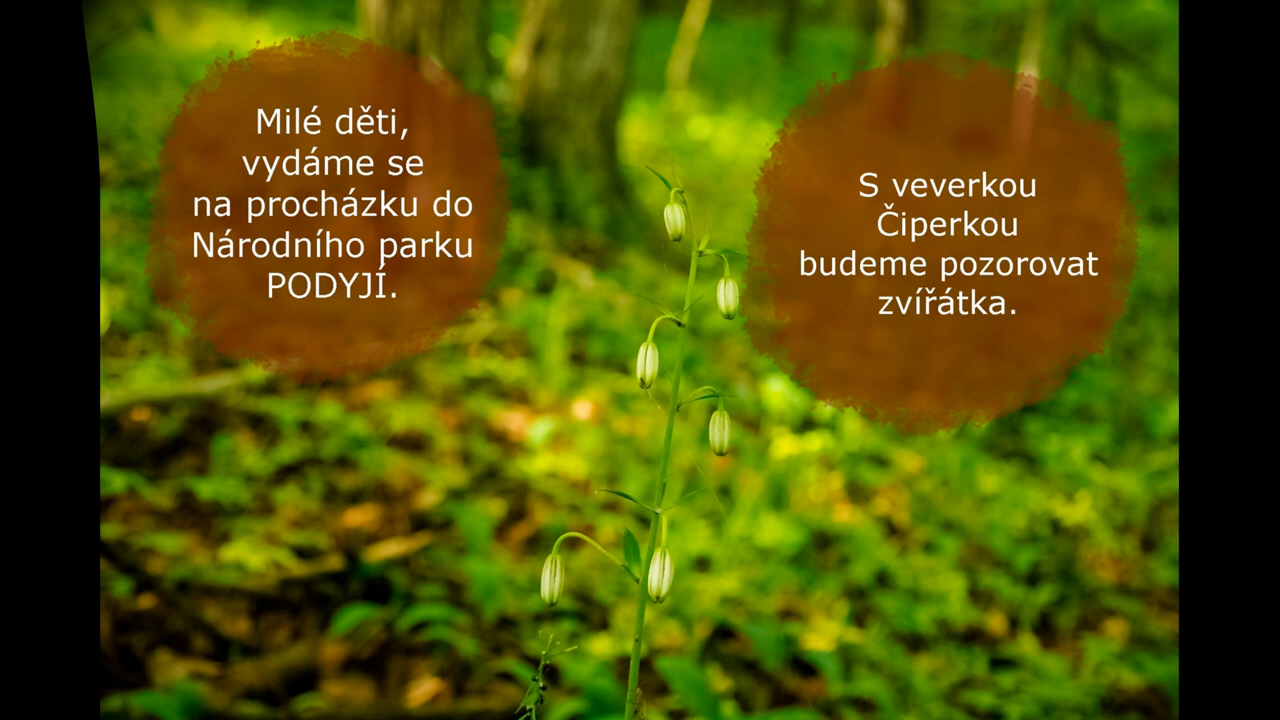 Milé děti,
vydáme se
na procházku do
Národního parku
PODYJÍ.
S veverkou
Čiperkou
budeme pozorovat
zvířátka.